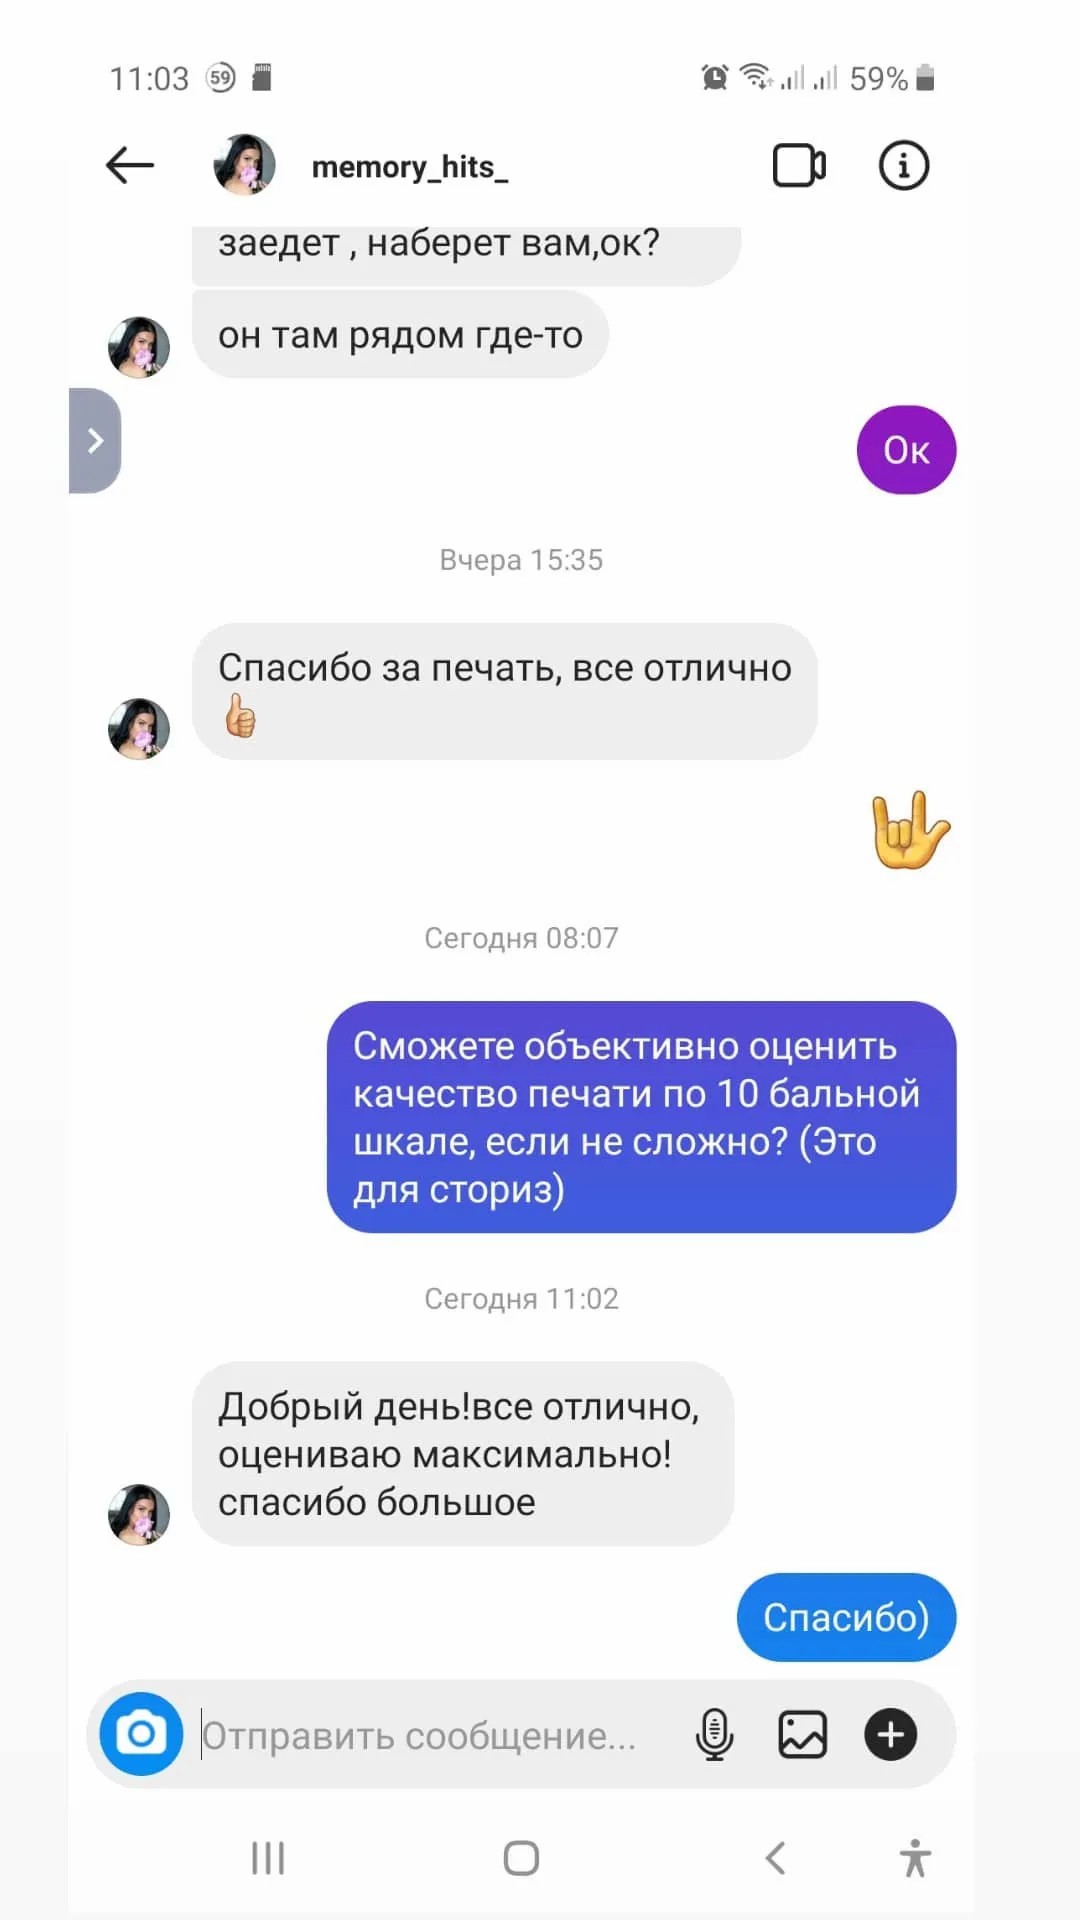 11:03 59 59%
memory_hits_
заедет , наберет вам,ок?
он там рядом где-то
Ок
Вчера 15:35
Спасибо за печать, все отлично
👍🏼
🤟
Сегодня 08:07
Сможете объективно оценить
качество печати по 10 бальной
шкале, если не сложно? (Это
для сториз)
Сегодня 11:02
Добрый день!все отлично,
оцениваю максимально!
спасибо большое
Спасибо)
Отправить сообщение...